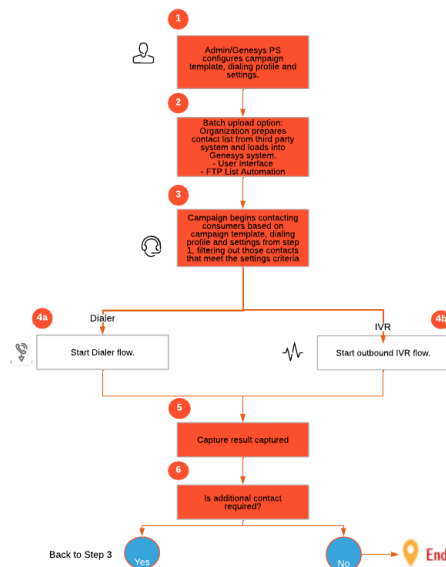 1
Admin/Genesys PS
configures campaign
template, dialing profile and
settings.
2
Batch upload option:
Organization prepares
contact list from third party
system and loads into
Genesys system.
- User Interface
- FTP List Automation
3
Campaign begins contacting
consumers based on
campaign template, dialing
profile and settings from step
1, filtering out those contacts
that meet the settings criteria
4a
Dialer
Start Dialer flow.
4b
IVR
Start outbound IVR flow.
5
Capture result captured
6
Is additional contact
required?
Back to Step 3
Yes
No
End